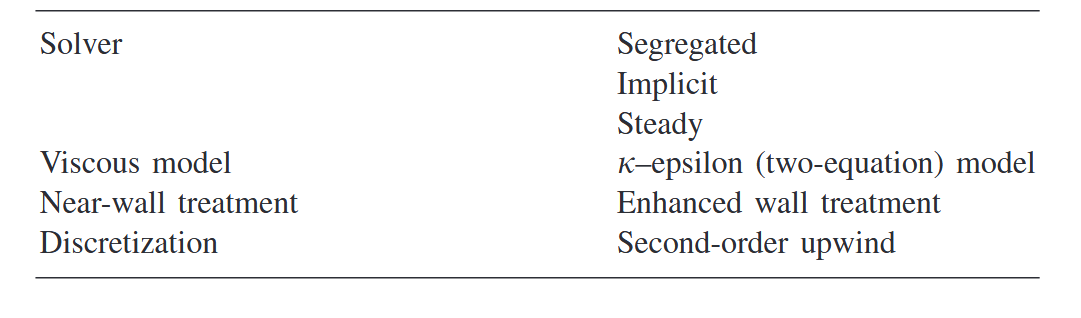 Solver Segregated
Implicit
Steady
Viscous model κ–epsilon (two-equation) model
Near-wall treatment Enhanced wall treatment
Discretization Second-order upwind